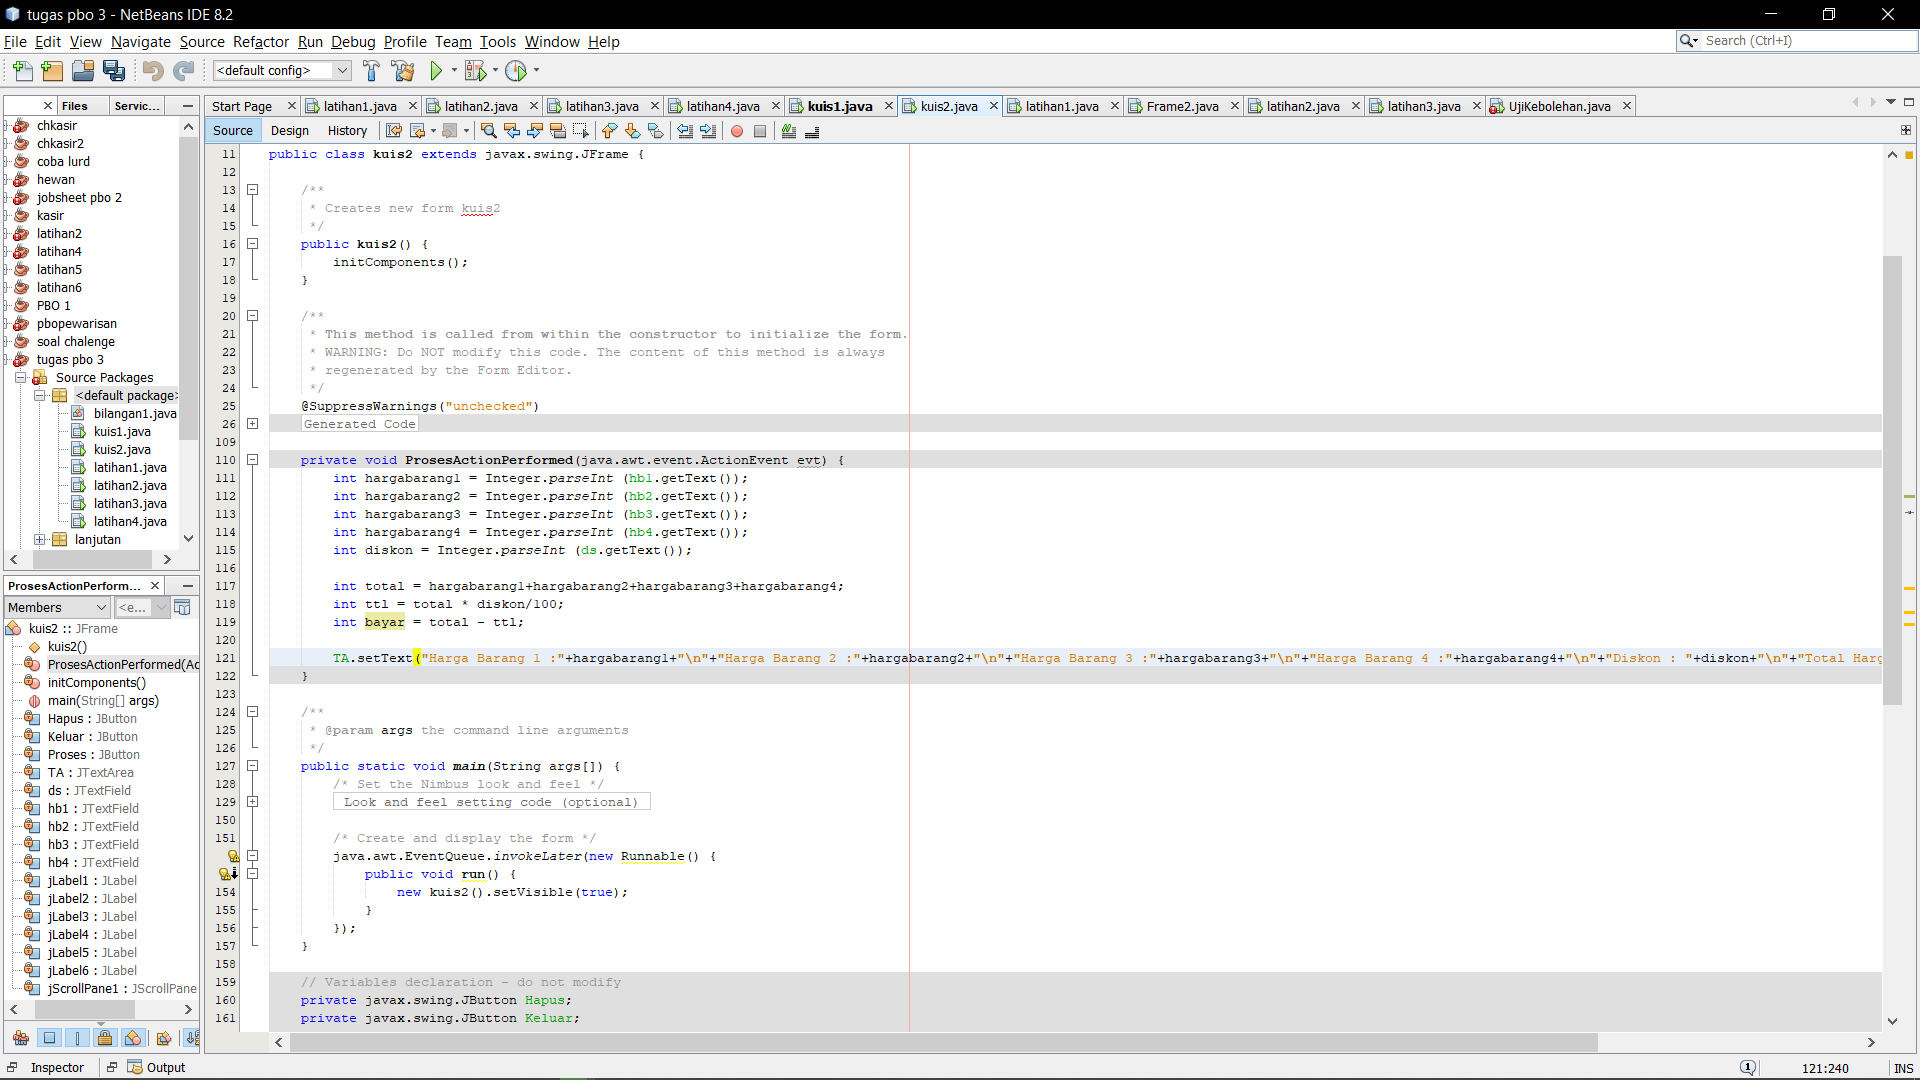 tugas pbo 3 - NetBeans IDE 8.2
File Edit View Navigate Source Refactor Run Debug Profile Team Tools Window Help
Search (Ctrl+I)
<default config>
Files Servic...
Start Page latihan1.java latihan2.java latihan3.java latihan4.java kuis1.java kuis2.java latihan1.java Frame2.java latihan2.java latihan3.java UjiKebolehan.java
Source Design History
chkasir
chkasir2
coba lurd
hewan
jobsheet pbo 2
kasir
latihan2
latihan4
latihan5
latihan6
PBO 1
pbopewarisan
soal chalenge
tugas pbo 3
Source Packages
<default package>
bilangan1.java
kuis1.java
kuis2.java
latihan1.java
latihan2.java
latihan3.java
latihan4.java
lanjutan
ProsesActionPerform...
Members <e...
kuis2 :: JFrame
kuis2()
ProsesActionPerformed(Ac
initComponents()
main(String[] args)
Hapus : JButton
Keluar : JButton
Proses : JButton
TA : JTextArea
ds : JTextField
hb1 : JTextField
hb2 : JTextField
hb3 : JTextField
hb4 : JTextField
jLabel1 : JLabel
jLabel2 : JLabel
jLabel3 : JLabel
jLabel4 : JLabel
jLabel5 : JLabel
jLabel6 : JLabel
jScrollPane1 : JScrollPane
11 public class kuis2 extends javax.swing.JFrame {
12
13 /**
14 * Creates new form kuis2
15 */
16 public kuis2() {
17 initComponents();
18 }
19
20 /**
21 * This method is called from within the constructor to initialize the form.
22 * WARNING: Do NOT modify this code. The content of this method is always
23 * regenerated by the Form Editor.
24 */
25 @SuppressWarnings("unchecked")
26 Generated Code
109
110 private void ProsesActionPerformed(java.awt.event.ActionEvent evt) {
111 int hargabarang1 = Integer.parseInt (hb1.getText());
112 int hargabarang2 = Integer.parseInt (hb2.getText());
113 int hargabarang3 = Integer.parseInt (hb3.getText());
114 int hargabarang4 = Integer.parseInt (hb4.getText());
115 int diskon = Integer.parseInt (ds.getText());
116
117 int total = hargabarang1+hargabarang2+hargabarang3+hargabarang4;
118 int ttl = total * diskon/100;
119 int bayar = total - ttl;
120
121 TA.setText("Harga Barang 1 :"+hargabarang1+"\n"+"Harga Barang 2 :"+hargabarang2+"\n"+"Harga Barang 3 :"+hargabarang3+"\n"+"Harga Barang 4 :"+hargabarang4+"\n"+"Diskon : "+diskon+"\n"+"Total Harg
122 }
123
124 /**
125 * @param args the command line arguments
126 */
127 public static void main(String args[]) {
128 /* Set the Nimbus look and feel */
129 Look and feel setting code (optional)
150
151 /* Create and display the form */
java.awt.EventQueue.invokeLater(new Runnable() {
public void run() {
154 new kuis2().setVisible(true);
155 }
156 });
157 }
158
159 // Variables declaration - do not modify
160 private javax.swing.JButton Hapus;
161 private javax.swing.JButton Keluar;
Inspector Output
1 121:240 INS